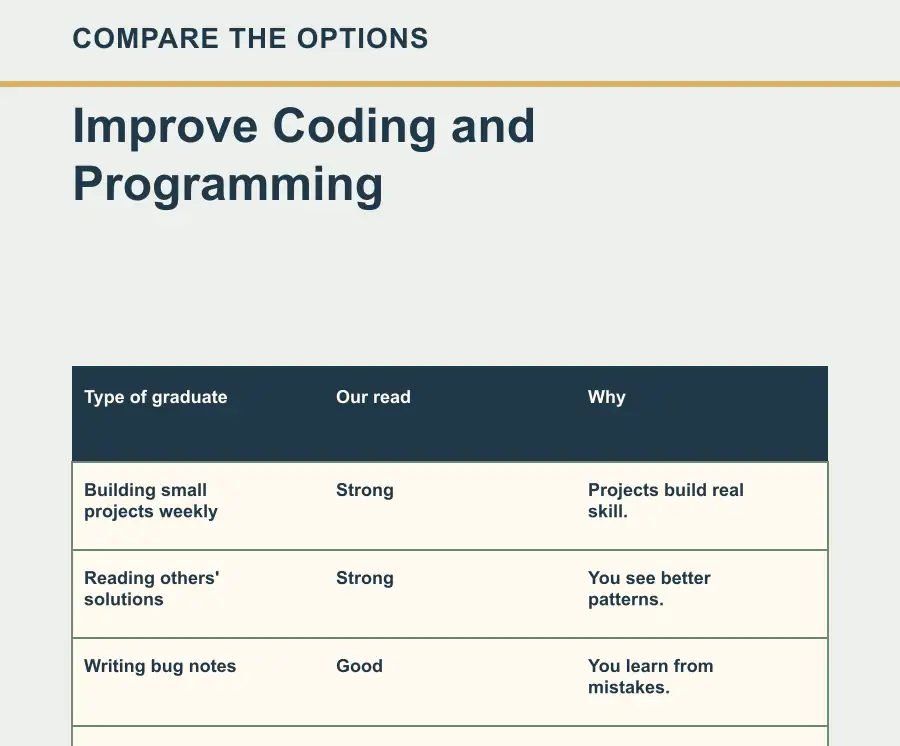 COMPARE THE OPTIONS
Improve Coding and
Programming
Type of graduate Our read Why
Building small Strong Projects build real
projects weekly skill.
Reading others' Strong You see better
solutions patterns.
Writing bug notes Good You learn from
mistakes.